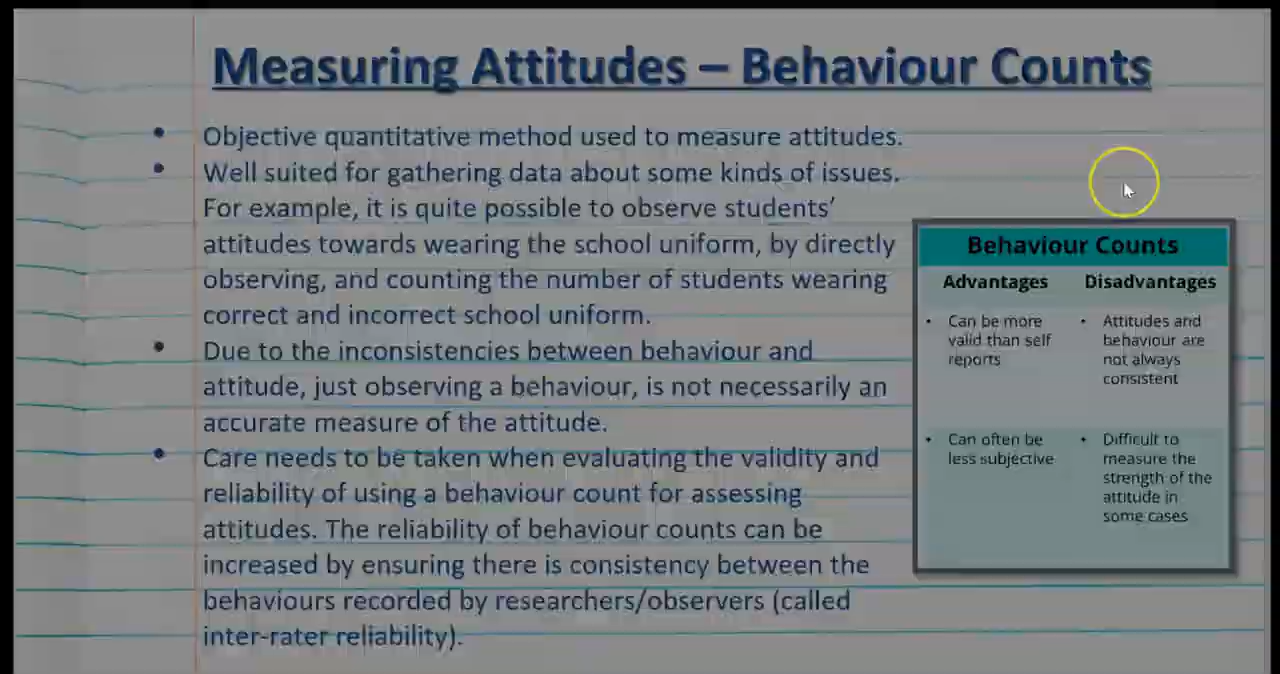 Measuring Attitudes – Behaviour Counts
• Objective quantitative method used to measure attitudes.
• Well suited for gathering data about some kinds of issues.
For example, it is quite possible to observe students’
attitudes towards wearing the school uniform, by directly
observing, and counting the number of students wearing
correct and incorrect school uniform.
• Due to the inconsistencies between behaviour and
attitude, just observing a behaviour, is not necessarily an
accurate measure of the attitude.
• Care needs to be taken when evaluating the validity and
reliability of using a behaviour count for assessing
attitudes. The reliability of behaviour counts can be
increased by ensuring there is consistency between the
behaviours recorded by researchers/observers (called
inter-rater reliability).
Behaviour Counts
Advantages
Disadvantages
• Can be more
valid than self
reports
• Attitudes and
behaviour are
not always
consistent
• Can often be
less subjective
• Difficult to
measure the
strength of the
attitude in
some cases